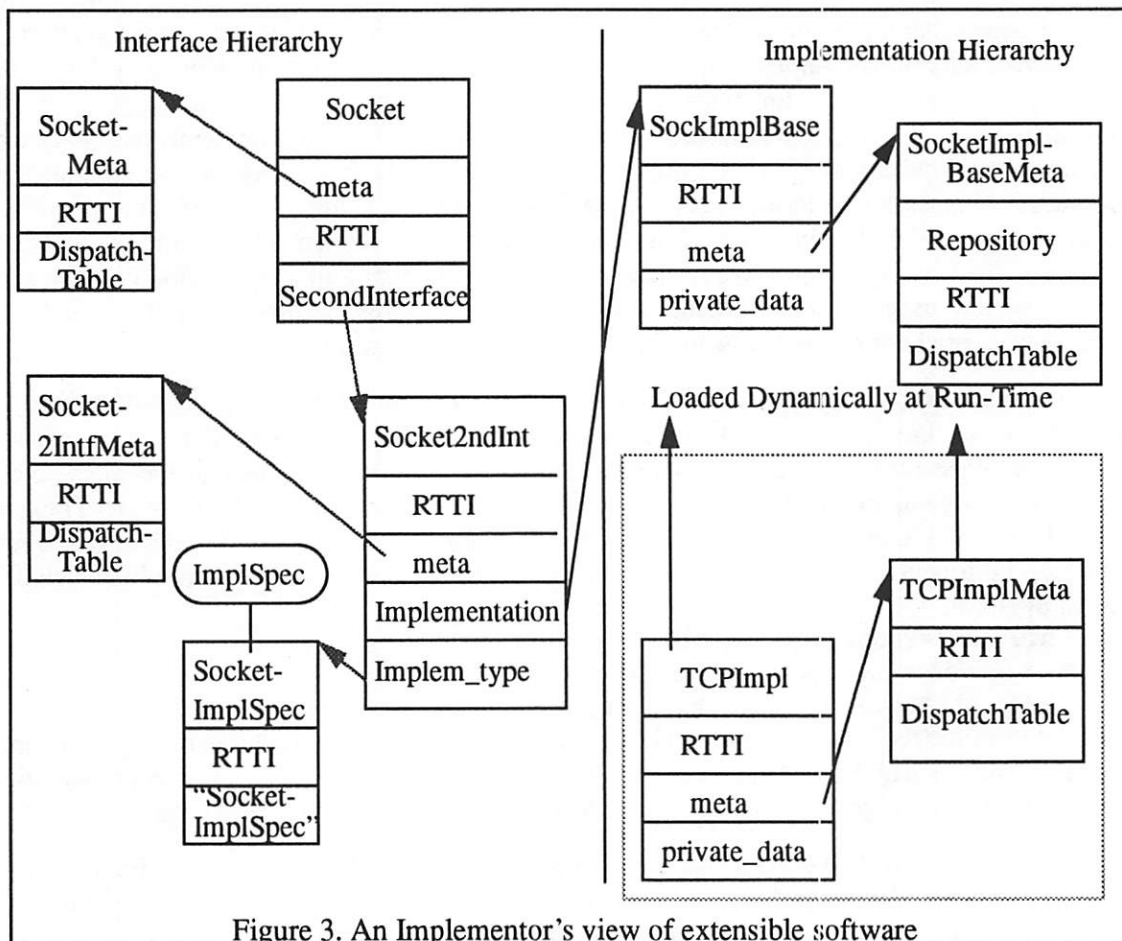 Interface Hierarchy
Socket-
Meta
RTTI
Dispatch-
Table
Socket
meta
RTTI
SecondInterface
Socket-
2IntfMeta
RTTI
Dispatch-
Table
Socket2ndInt
RTTI
meta
Implementation
Implem_type
ImplSpec
Socket-
ImplSpec
RTTI
“Socket-
ImplSpec”
Implementation Hierarchy
SockImplBase
RTTI
meta
private_data
SocketImpl-
BaseMeta
Repository
RTTI
DispatchTable
Loaded Dynamically at Run-Time
TCPImpl
RTTI
meta
private_data
TCPImplMeta
RTTI
DispatchTable
Figure 3. An Implementor’s view of extensible software